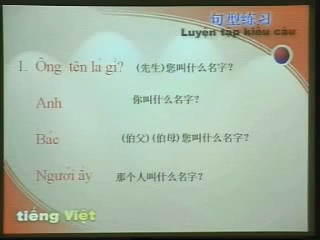 句型练习
Luyện tập kiểu câu
1. Ông tên là gì? (先生)您叫什么名字?
Anh 你叫什么名字?
Bác (伯父)(伯母)您叫什么名字?
Người ấy 那个人叫什么名字?
tiếng Việt